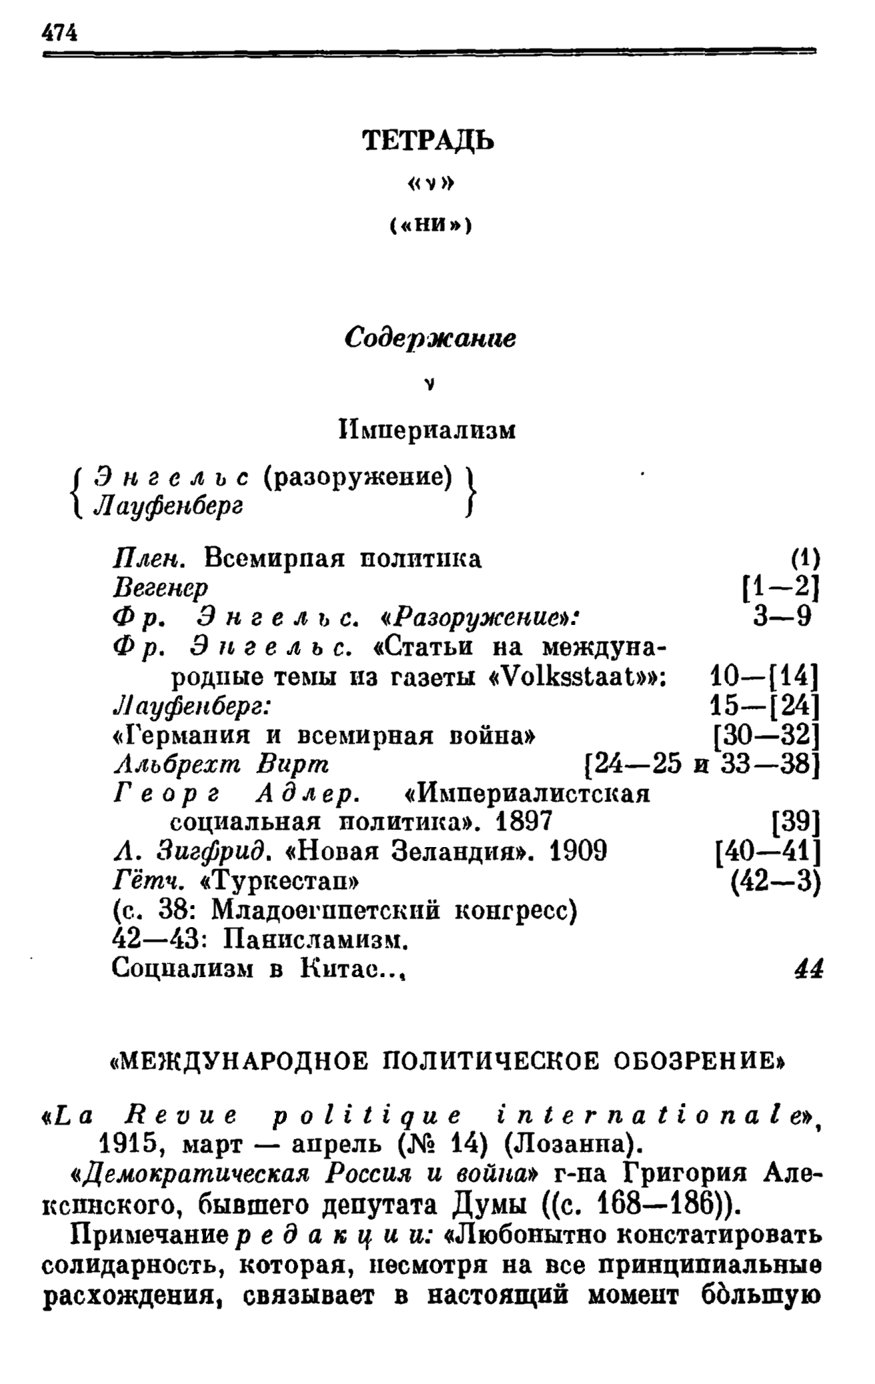 474
ТЕТРАДЬ
«ν»
(«НИ»)
Содержание
ν
Империализм
{ Энгельс (разоружение) }
{ Лауфенберг }
Плен. Всемирная политика (1)
Вегенер [1—2]
Фр. Энгельс. «Разоружение»: 3—9
Фр. Энгельс. «Статьи на междуна-
родные темы из газеты «Volksstaat»»: 10—[14]
Лауфенберг: 15—[24]
«Германия и всемирная война» [30—32]
Альбрехт Вирт [24—25 и 33—38]
Георг Адлер. «Империалистская
социальная политика». 1897 [39]
А. Зигфрид. «Новая Зеландия». 1909 [40—41]
Гётч. «Туркестан» (42—3)
(с. 38: Младоегипетский конгресс)
42—43: Панисламизм.
Социализм в Китае... 44
«МЕЖДУНАРОДНОЕ ПОЛИТИЧЕСКОЕ ОБОЗРЕНИЕ»
«La Revue politique internationale»,
1915, март — апрель (№ 14) (Лозанна).
«Демократическая Россия и война» г-на Григория Але-
ксинского, бывшего депутата Думы ((с. 168—186)).
Примечание редакции: «Любопытно констатировать
солидарность, которая, несмотря на все принципиальные
расхождения, связывает в настоящий момент бо́льшую